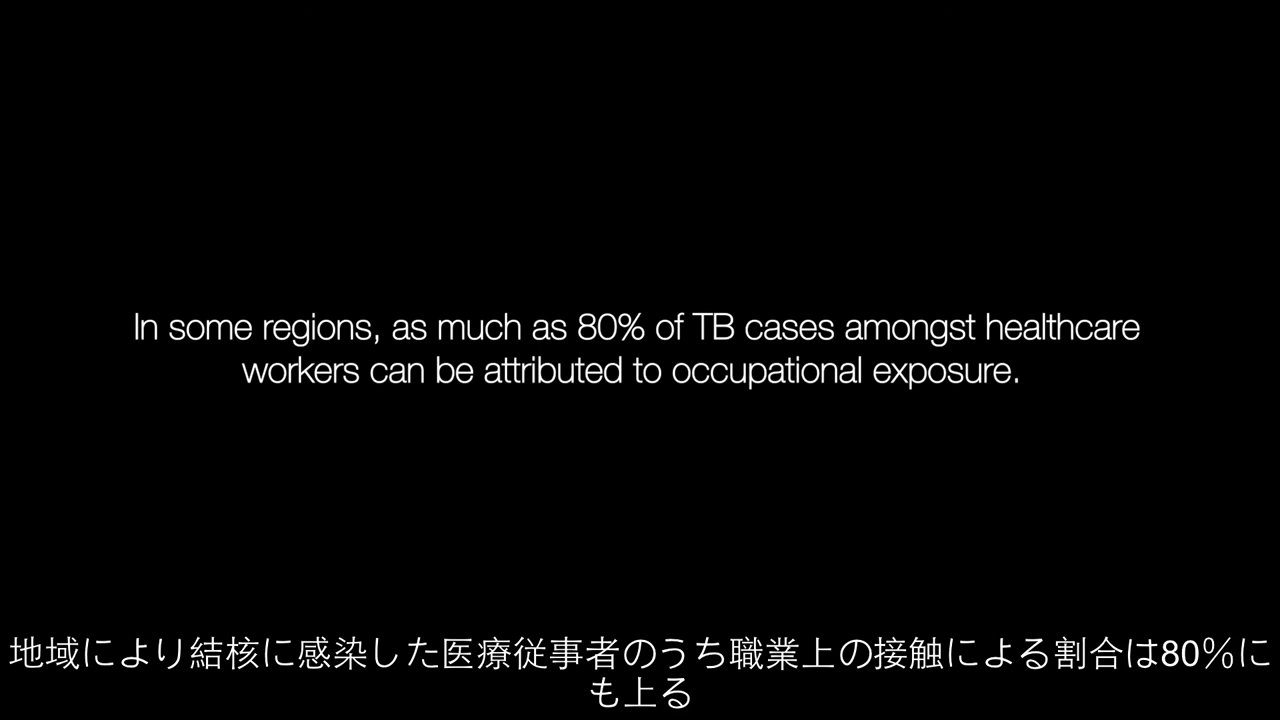 In some regions, as much as 80% of TB cases amongst healthcare
workers can be attributed to occupational exposure.
地域により結核に感染した医療従事者のうち職業上の接触による割合は80%に
も上る